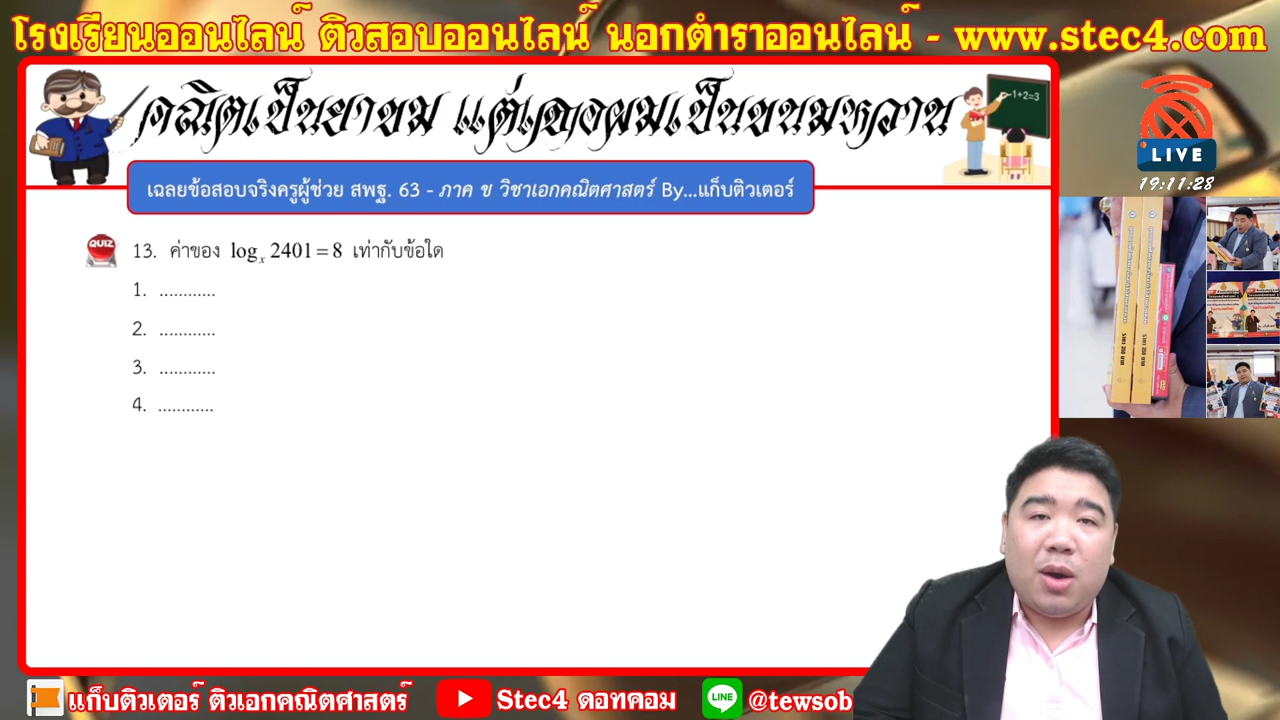 โรงเรียนออนไลน์ ติวสอบออนไลน์ นอกตำราออนไลน์ - www.stec4.com
คณิตเป็นยาขม แต่เธอผมเป็นขนมหวาน
1+2=3
LIVE
19:11:28
เฉลยข้อสอบจริงครูผู้ช่วย สพฐ. 63 - ภาค ข วิชาเอกคณิตศาสตร์ By...แก็บติวเตอร์
QUIZ
13. ค่าของ logₓ 2401 = 8 เท่ากับข้อใด
1. ............
2. ............
3. ............
4. ............
แก็บติวเตอร์ ติวเอกคณิตศาสตร์
Stec4 ดอทคอม
LINE
@tewsob